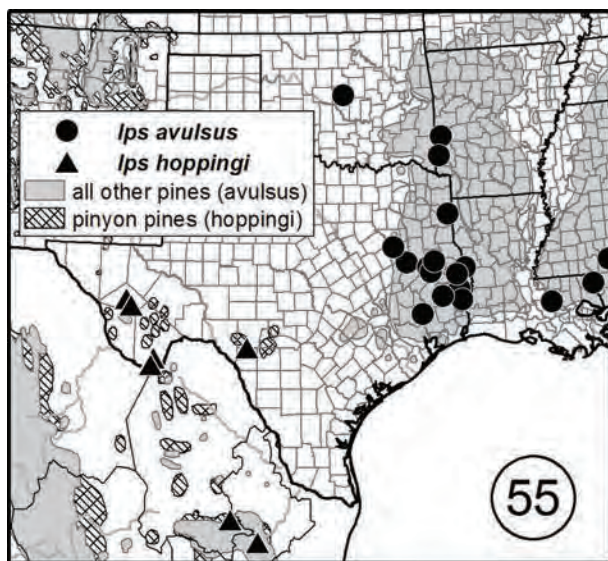 Ips avulsus
Ips hoppingi
all other pines (avulsus)
pinyon pines (hoppingi)
55